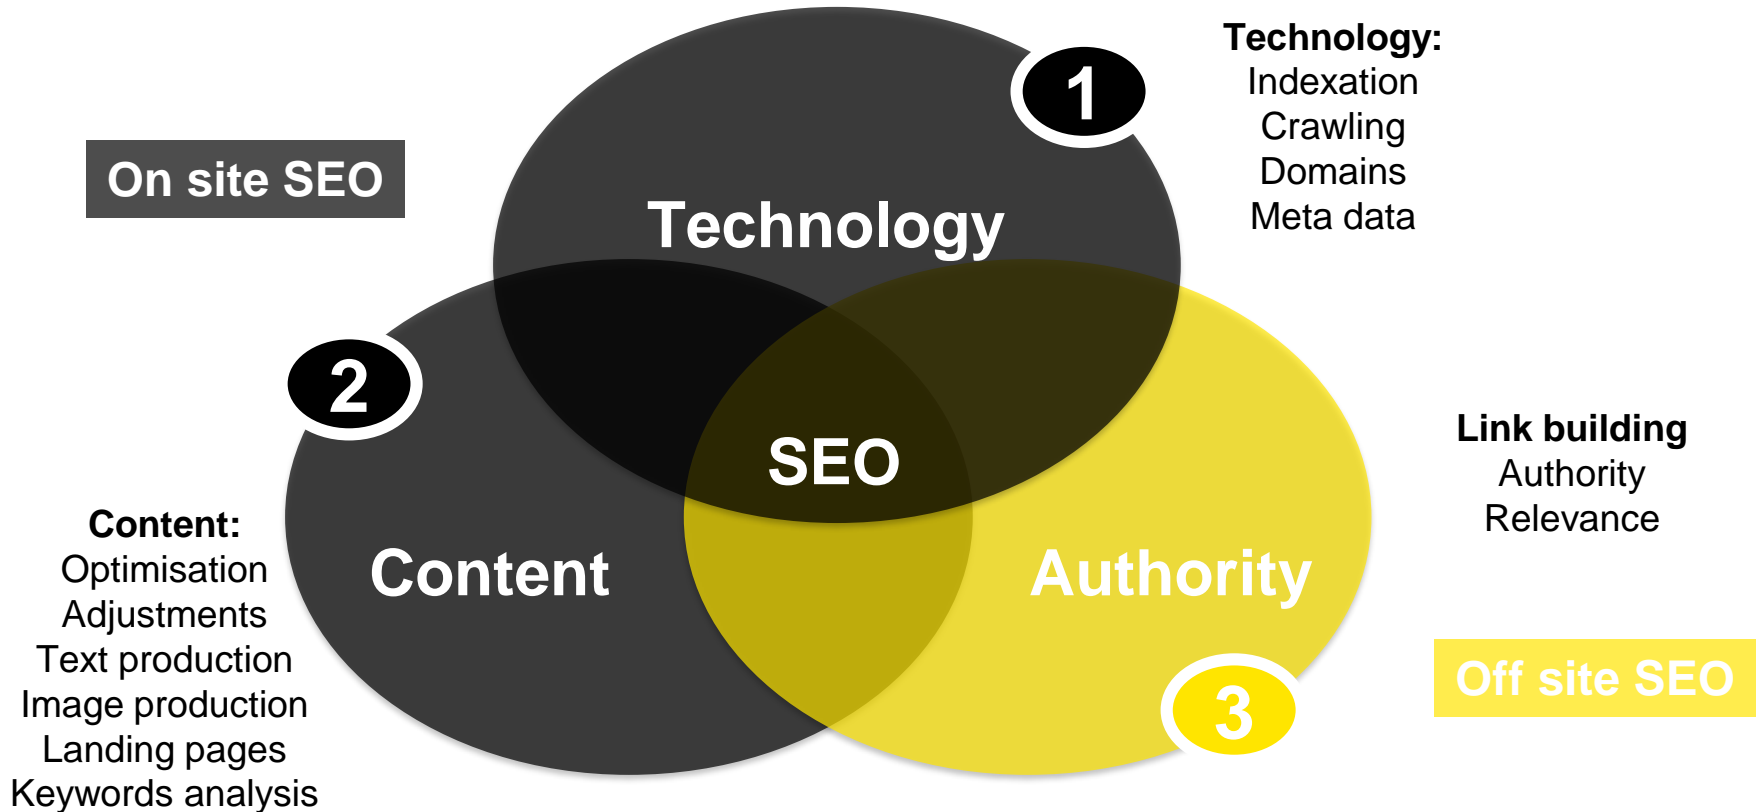 Technology:
Indexation
Crawling
Domains
Meta data
1
On site SEO
Technology
2
SEO
Link building
Authority
Relevance
Content:
Optimisation
Adjustments
Text production
Image production
Landing pages
Keywords analysis
Content
Authority
3
Off site SEO